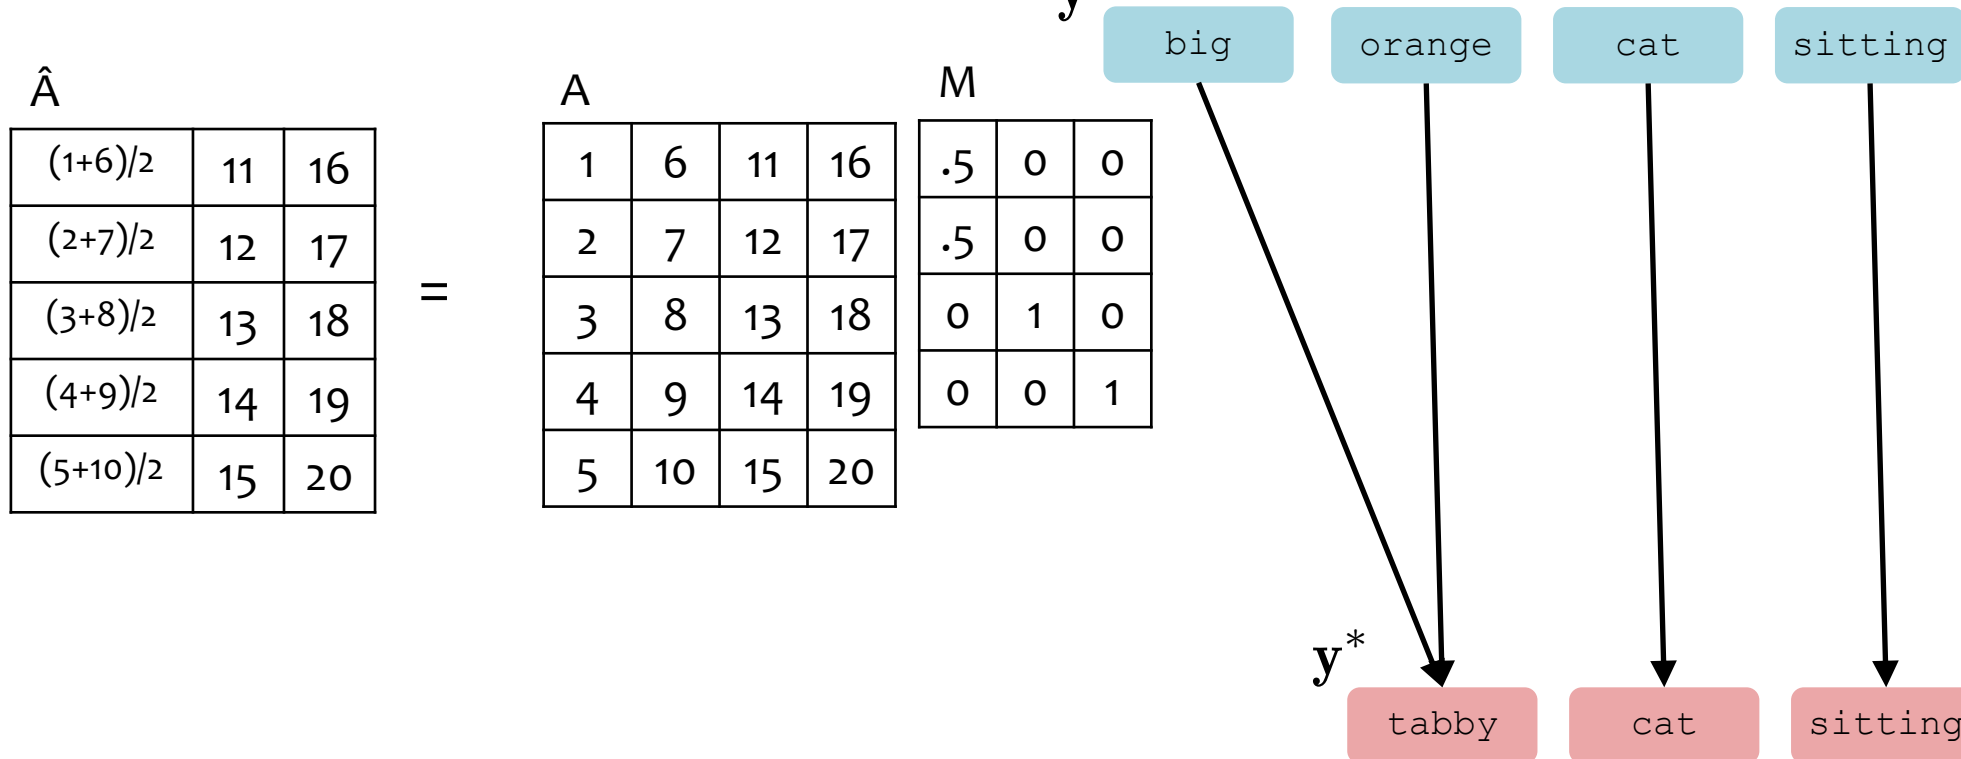 Â
(1+6)/2 11 16
(2+7)/2 12 17
(3+8)/2 13 18
(4+9)/2 14 19
(5+10)/2 15 20
=
A
1 6 11 16
2 7 12 17
3 8 13 18
4 9 14 19
5 10 15 20
M
.5 0 0
.5 0 0
0 1 0
0 0 1
y
big orange cat sitting
y*
tabby cat sitting